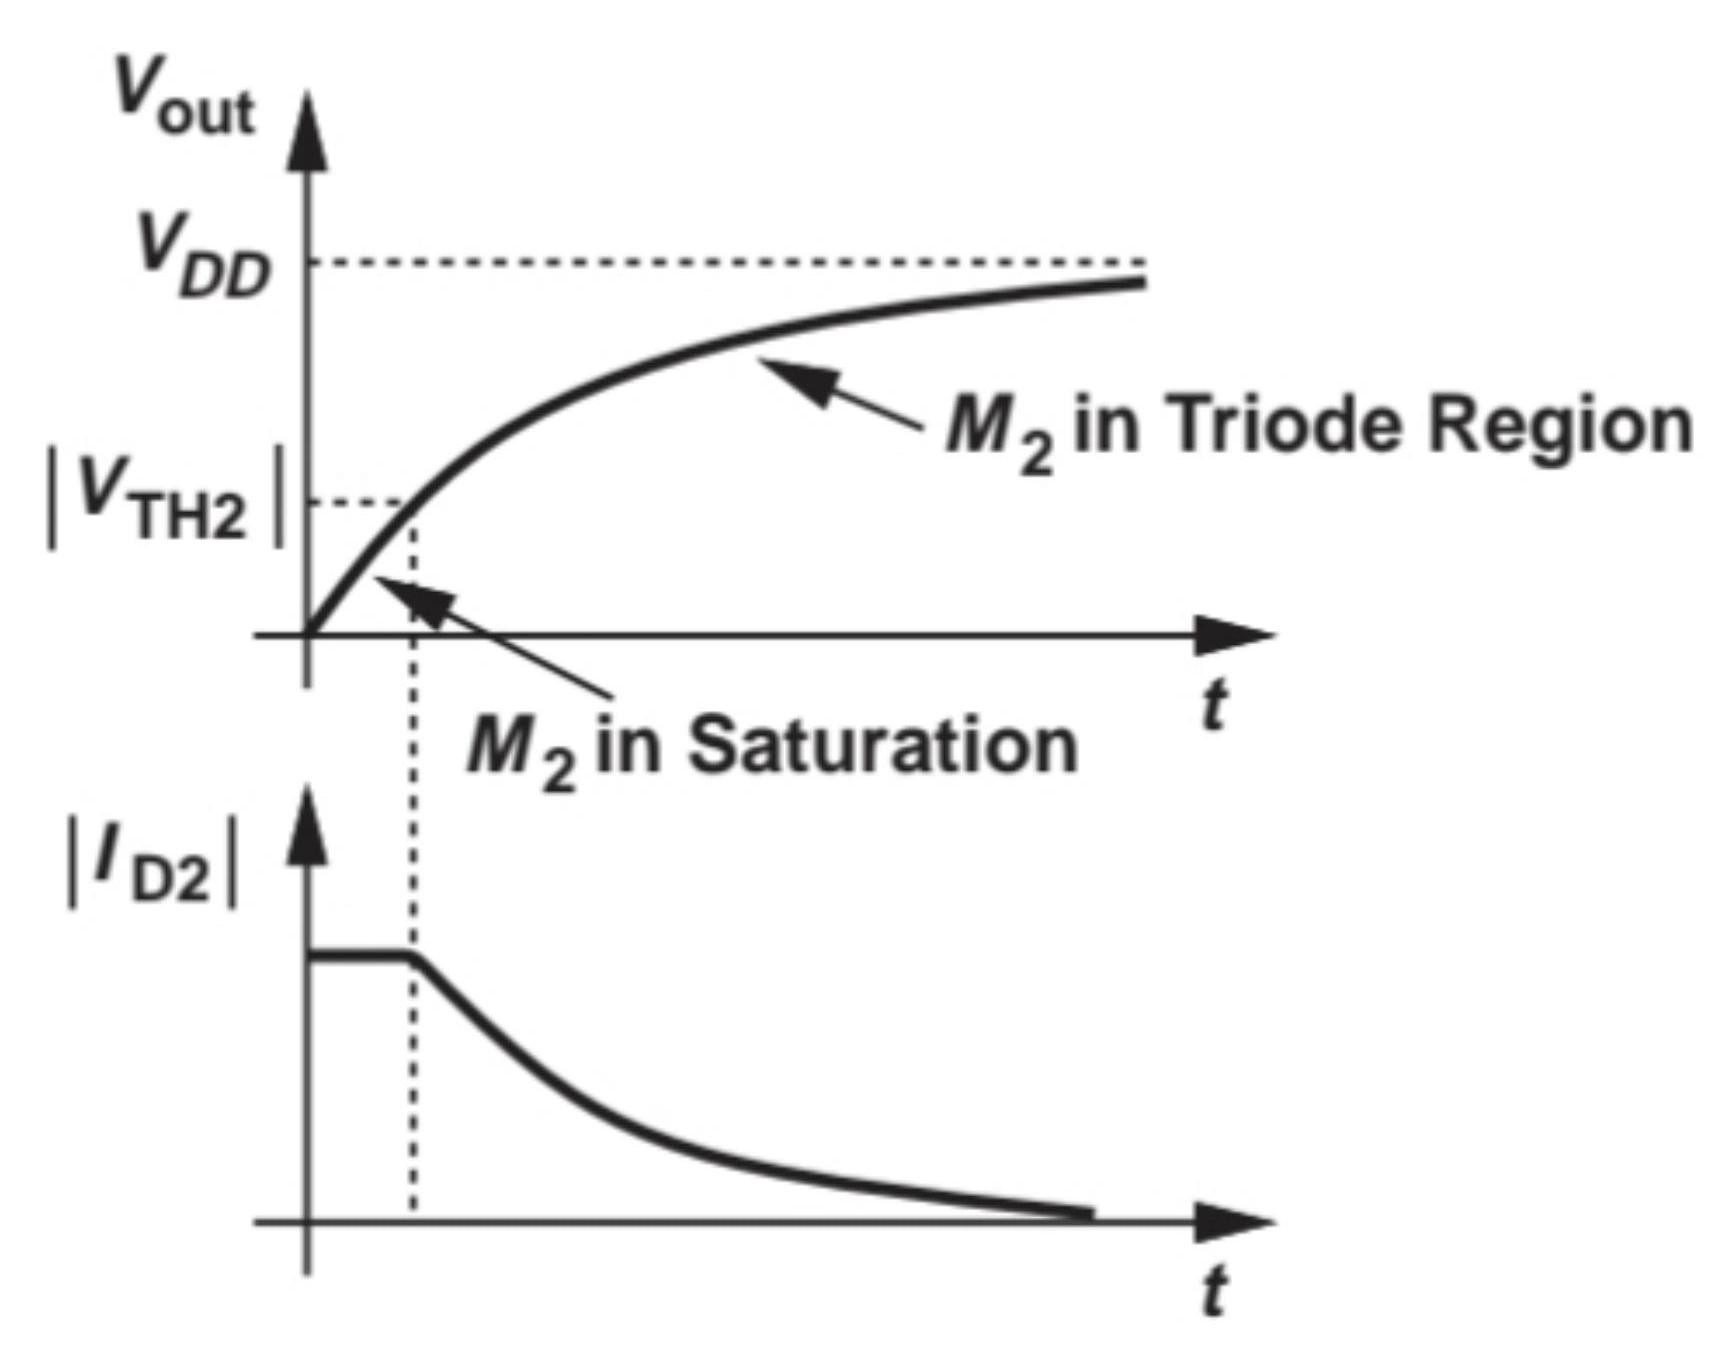 Vout
VDD
|VTH2|
M2 in Triode Region
t
M2 in Saturation
|ID2|
t